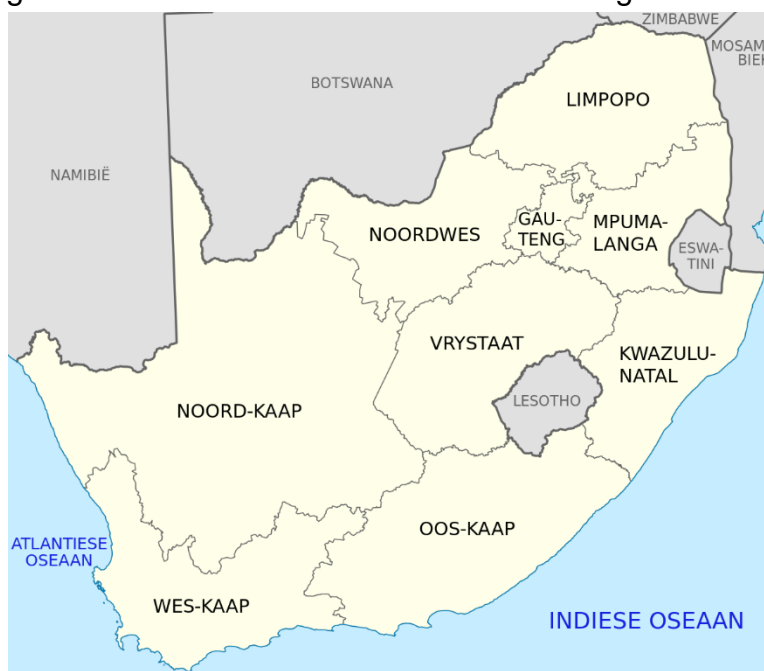 ZIMBABWE
MOSAM
BIEK
BOTSWANA
LIMPOPO
NAMIBIË
NOORDWES
GAU-
TENG
MPUMA-
LANGA
ESWA-
TINI
VRYSTAAT
KWAZULU-
NATAL
LESOTHO
NOORD-KAAP
OOS-KAAP
ATLANTIESE
OSEAAN
WES-KAAP
INDIESE OSEAAN